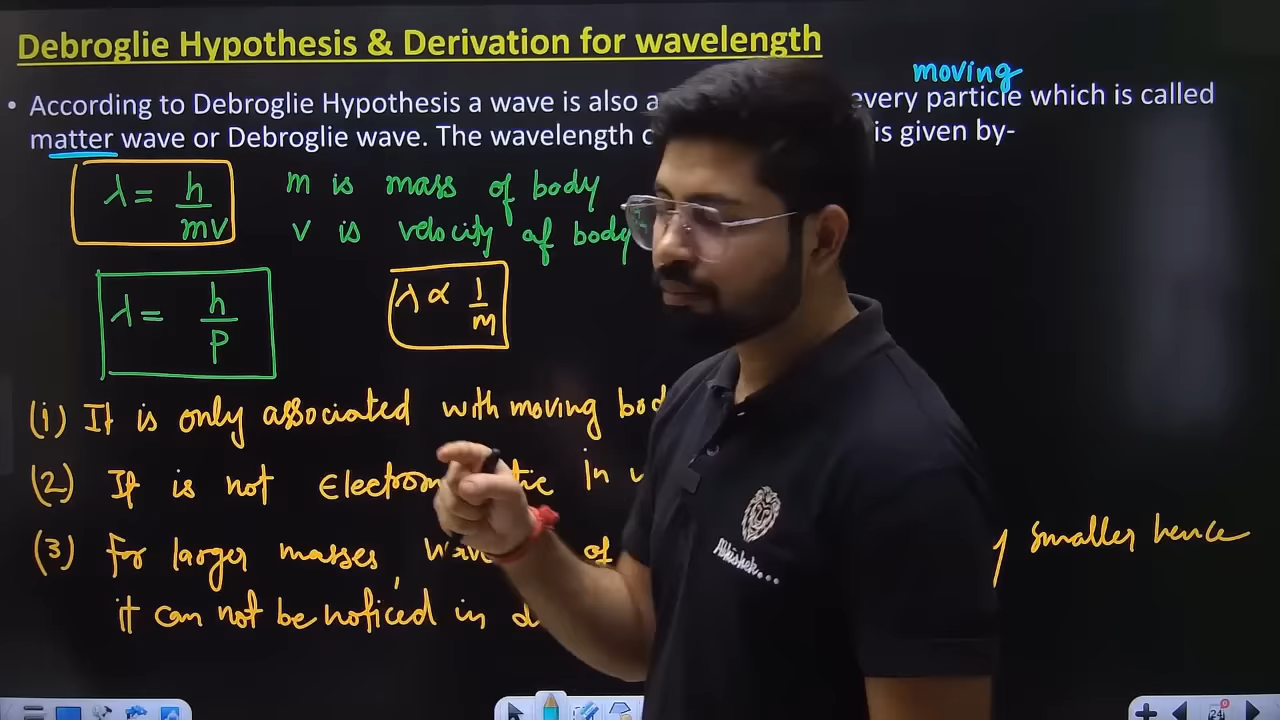 Debroglie Hypothesis & Derivation for wavelength
moving
• According to Debroglie Hypothesis a wave is also every particle which is called
matter wave or Debroglie wave. The wavelength is given by-
λ = h/mv
m is mass of body
v is velocity of body
λ = h/P
λ ∝ 1/m
(1) It is only associated with moving
(2) It is not Electrom tic in
(3) For larger masses, of smaller hence
it can not be noticed in
Abhishek...
24